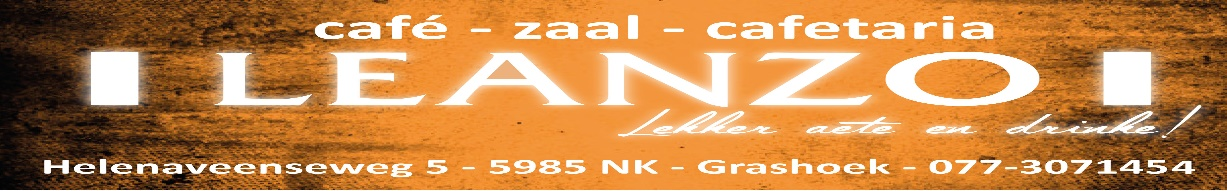 café - zaal - cafetaria
LEANZO
Lekker aete en drinke!
Helenaveenseweg 5 - 5985 NK - Grashoek - 077-3071454